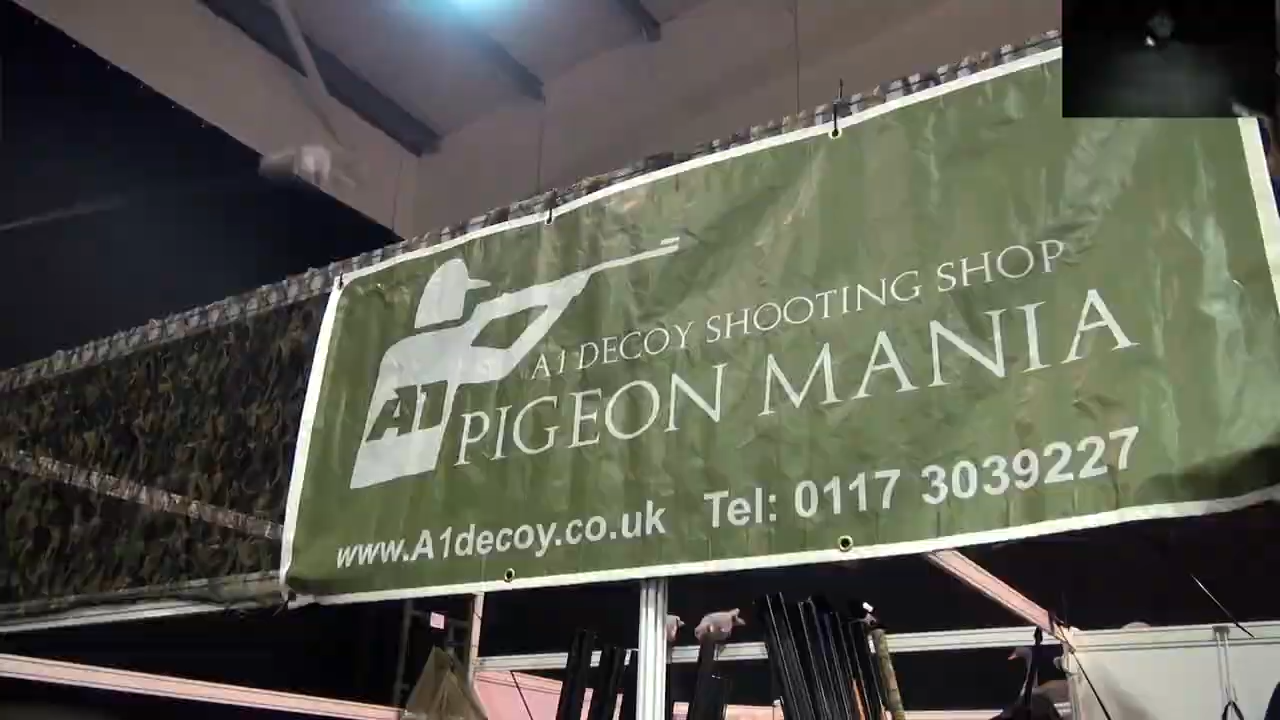 A1 DECOY SHOOTING SHOP
A1 PIGEON MANIA
www.A1decoy.co.uk Tel: 0117 3039227